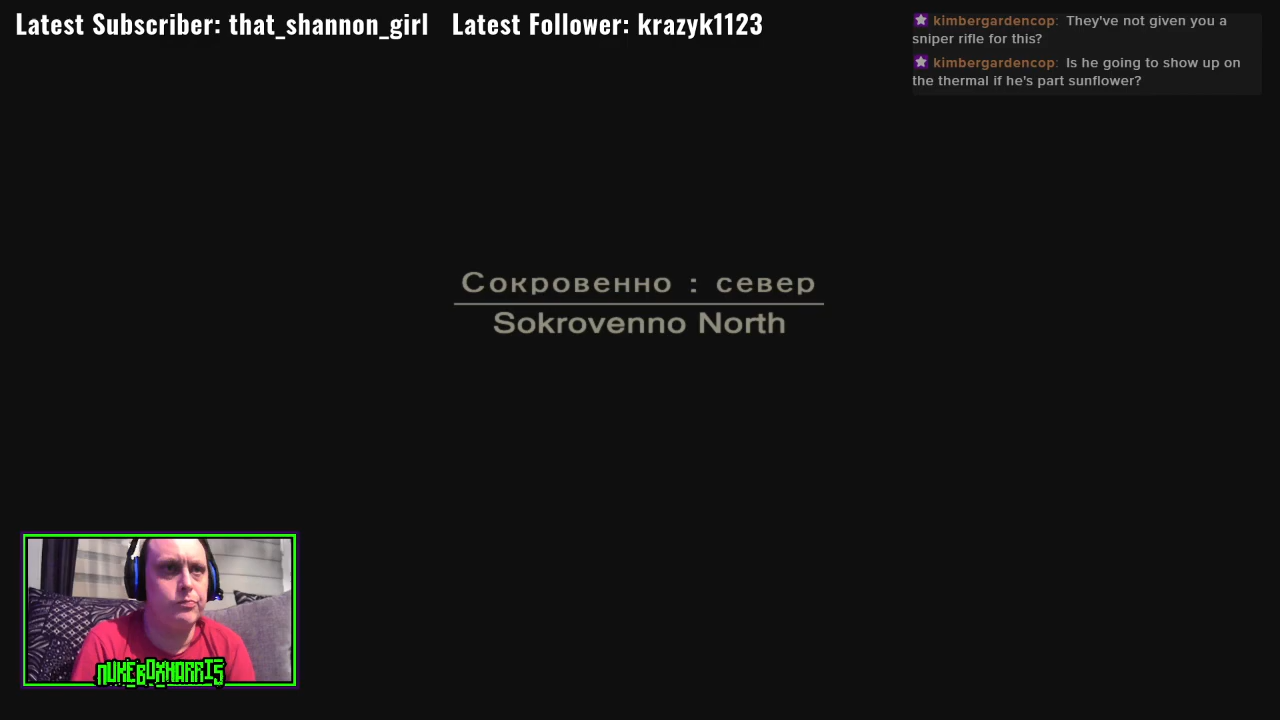 Latest Subscriber: that_shannon_girl Latest Follower: krazyk1123
kimbergardencop: They've not given you a
sniper rifle for this?
kimbergardencop: Is he going to show up on
the thermal if he's part sunflower?
Сокровенно : север
Sokrovenno North
NUKEBOXHARRIS